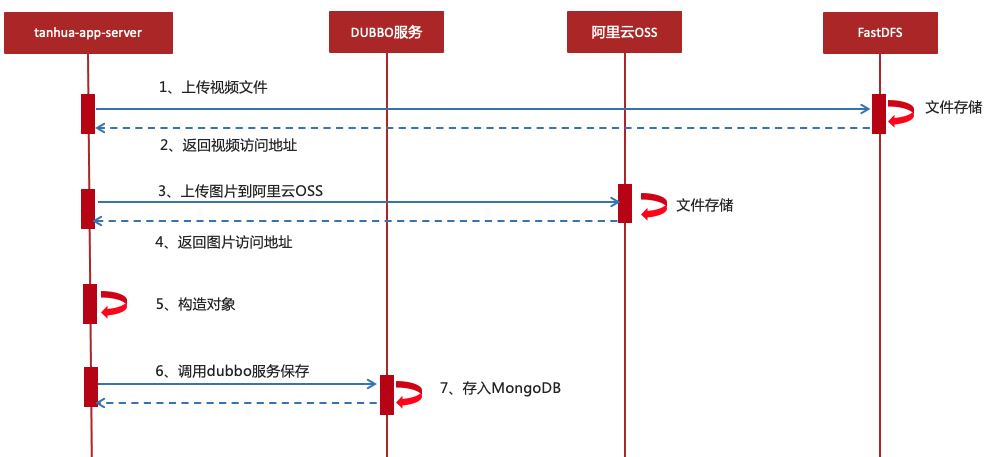 tanhua-app-server
DUBBO服务
阿里云OSS
FastDFS
1、上传视频文件
文件存储
2、返回视频访问地址
3、上传图片到阿里云OSS
文件存储
4、返回图片访问地址
5、构造对象
6、调用dubbo服务保存
7、存入MongoDB